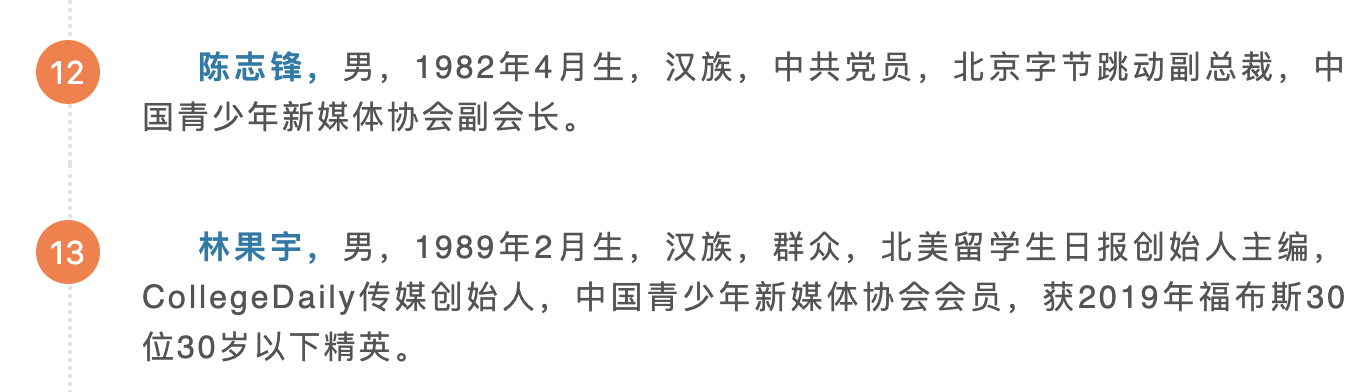 12
陈志锋，男，1982年4月生，汉族，中共党员，北京字节跳动副总裁，中
国青少年新媒体协会副会长。
13
林果宇，男，1989年2月生，汉族，群众，北美留学生日报创始人主编，
CollegeDaily传媒创始人，中国青少年新媒体协会会员，获2019年福布斯30
位30岁以下精英。